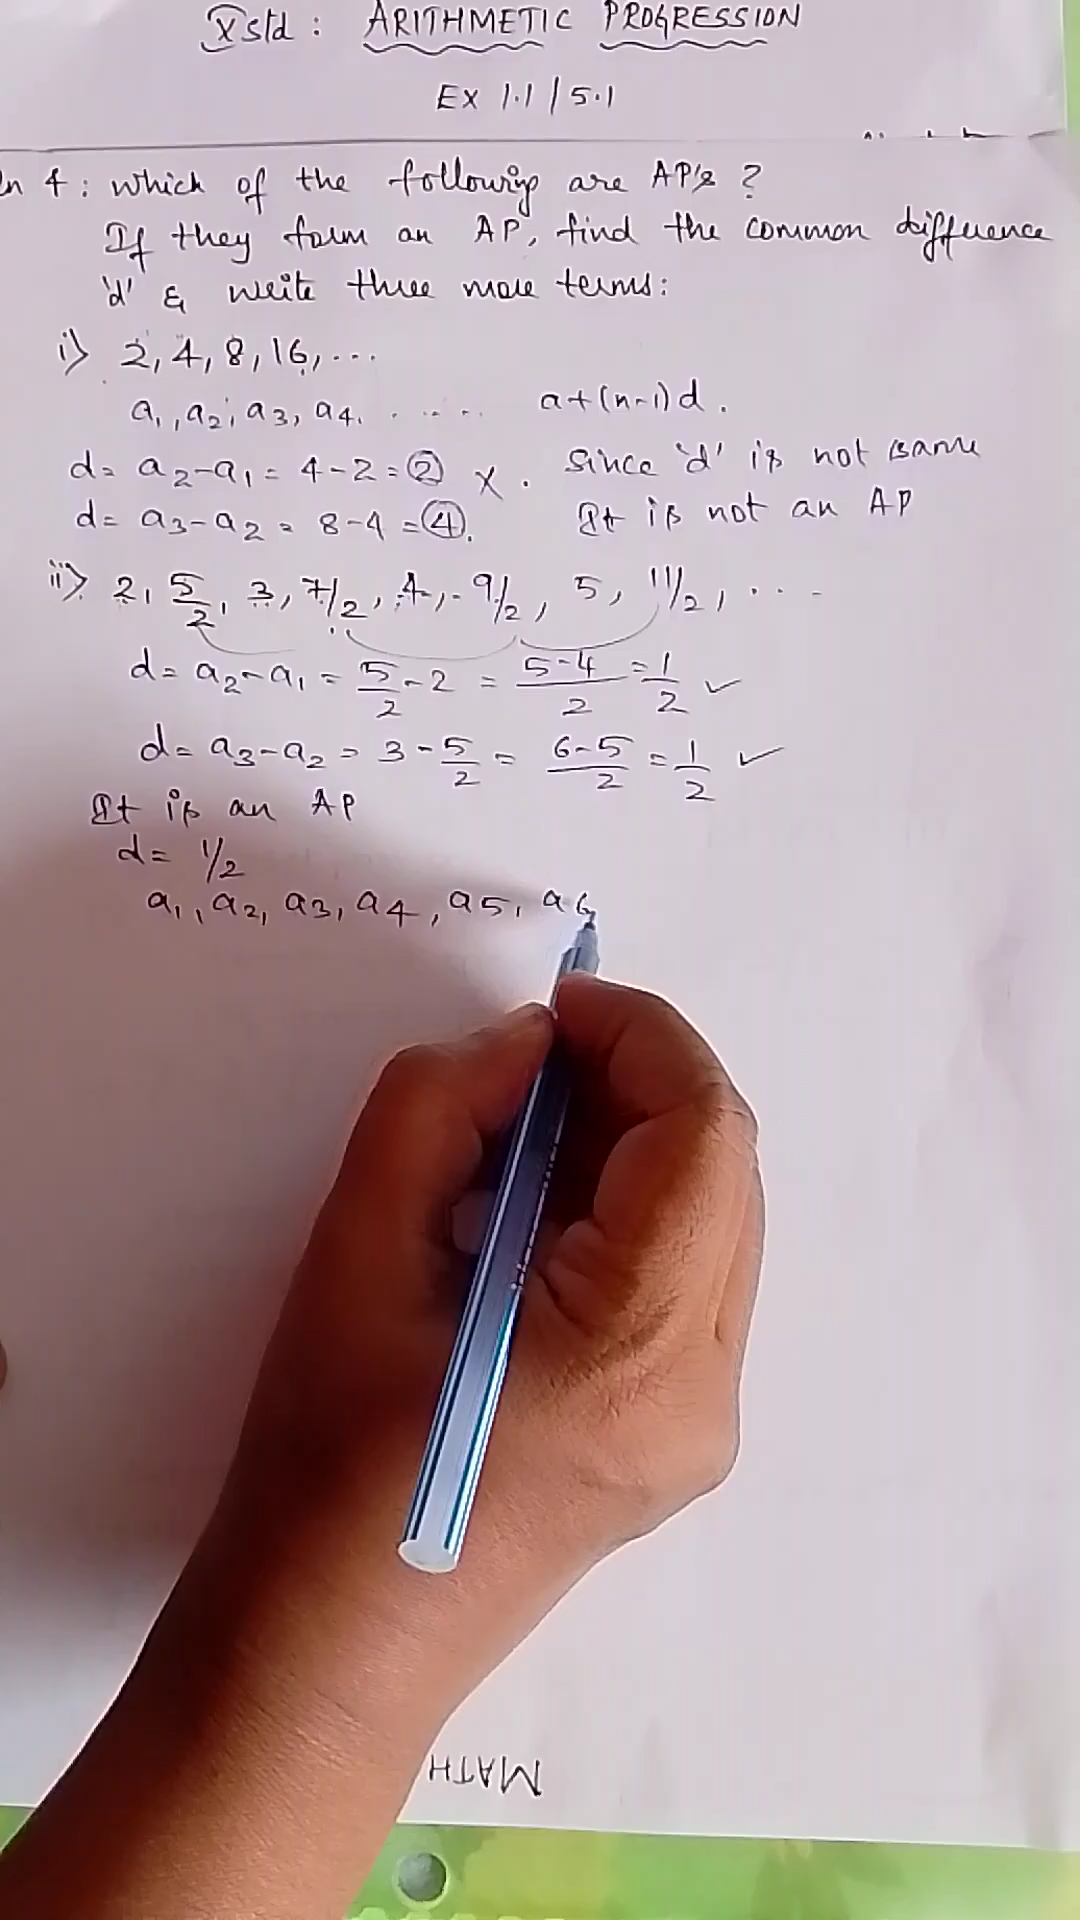 X std : ARITHMETIC PROGRESSION
Ex 1.1 / 5.1
4 : which of the following are AP's ?
If they form an AP, find the common difference
'd' & write three more terms:
i) 2, 4, 8, 16, ...
a1, a2, a3, a4. ..... a+(n-1)d.
d= a2-a1 = 4-2 = 2 X. Since 'd' is not same
d= a3-a2 = 8-4 = 4. It is not an AP
ii) 2, 5/2, 3, 7/2, 4, 9/2, 5, 11/2, ...
d= a2-a1 = 5/2 - 2 = 5-4/2 = 1/2 ✓
d= a3-a2 = 3 - 5/2 = 6-5/2 = 1/2 ✓
It is an AP
d= 1/2
a1, a2, a3, a4, a5, a6
MATH